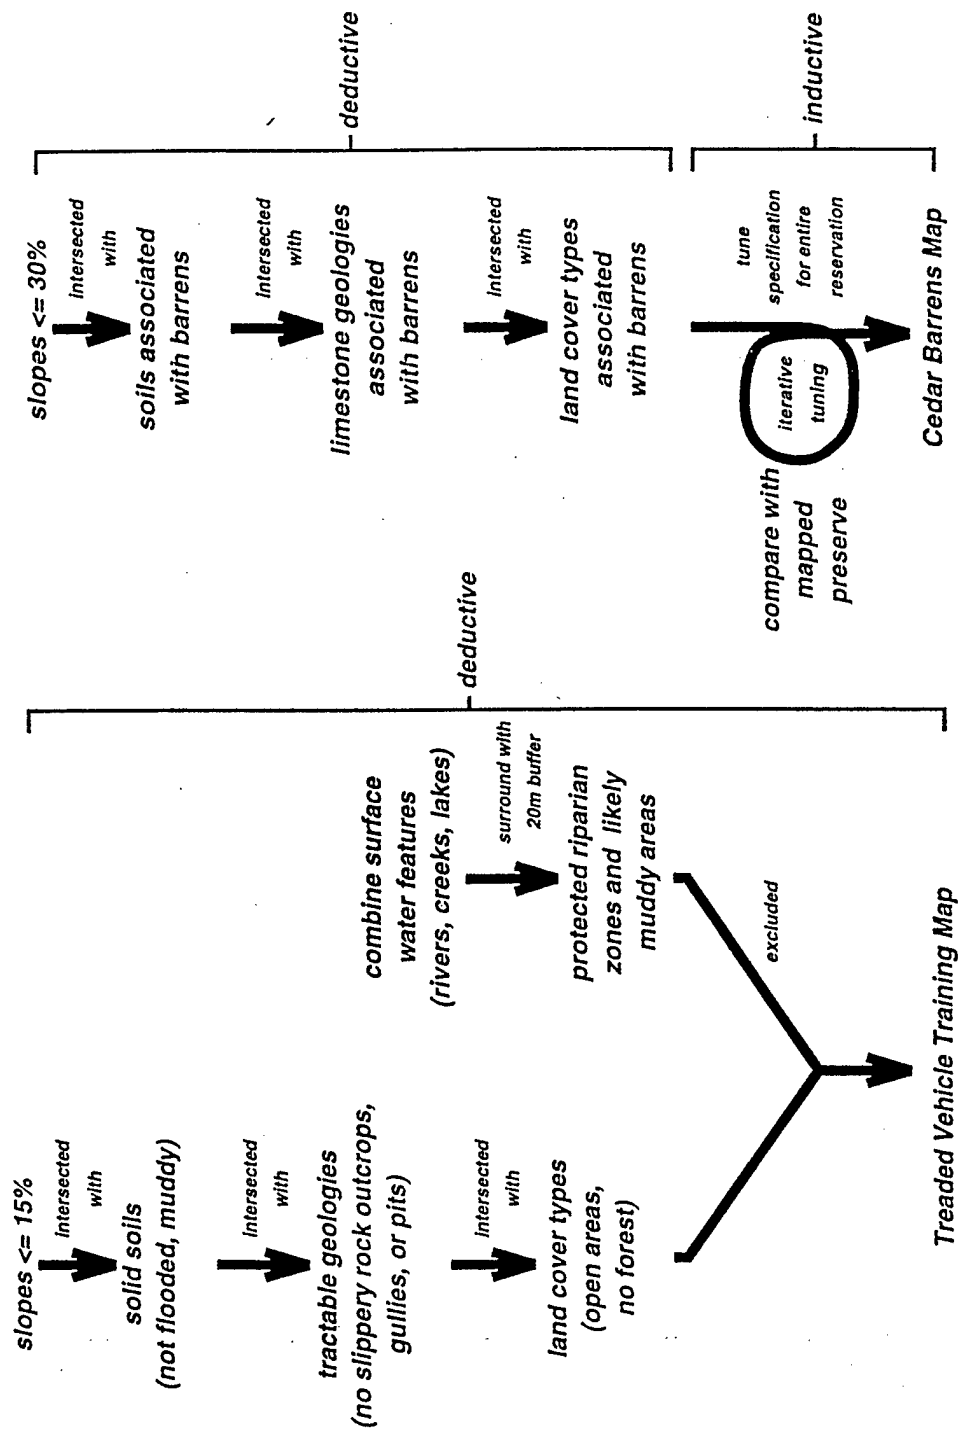 slopes <= 15%
Intersected
with
solid soils
(not flooded, muddy)
Intersected
with
tractable geologies
(no slippery rock outcrops,
gullies, or pits)
Intersected
with
land cover types
(open areas,
no forest)
combine surface
water features
(rivers, creeks, lakes)
surround with
20m buffer
protected riparian
zones and likely
muddy areas
excluded
Treaded Vehicle Training Map
deductive
slopes <= 30%
Intersected
with
soils associated
with barrens
Intersected
with
limestone geologies
associated
with barrens
Intersected
with
land cover types
associated
with barrens
deductive
tune
specification
for entire
reservation
iterative
tuning
compare with
mapped
preserve
inductive
Cedar Barrens Map